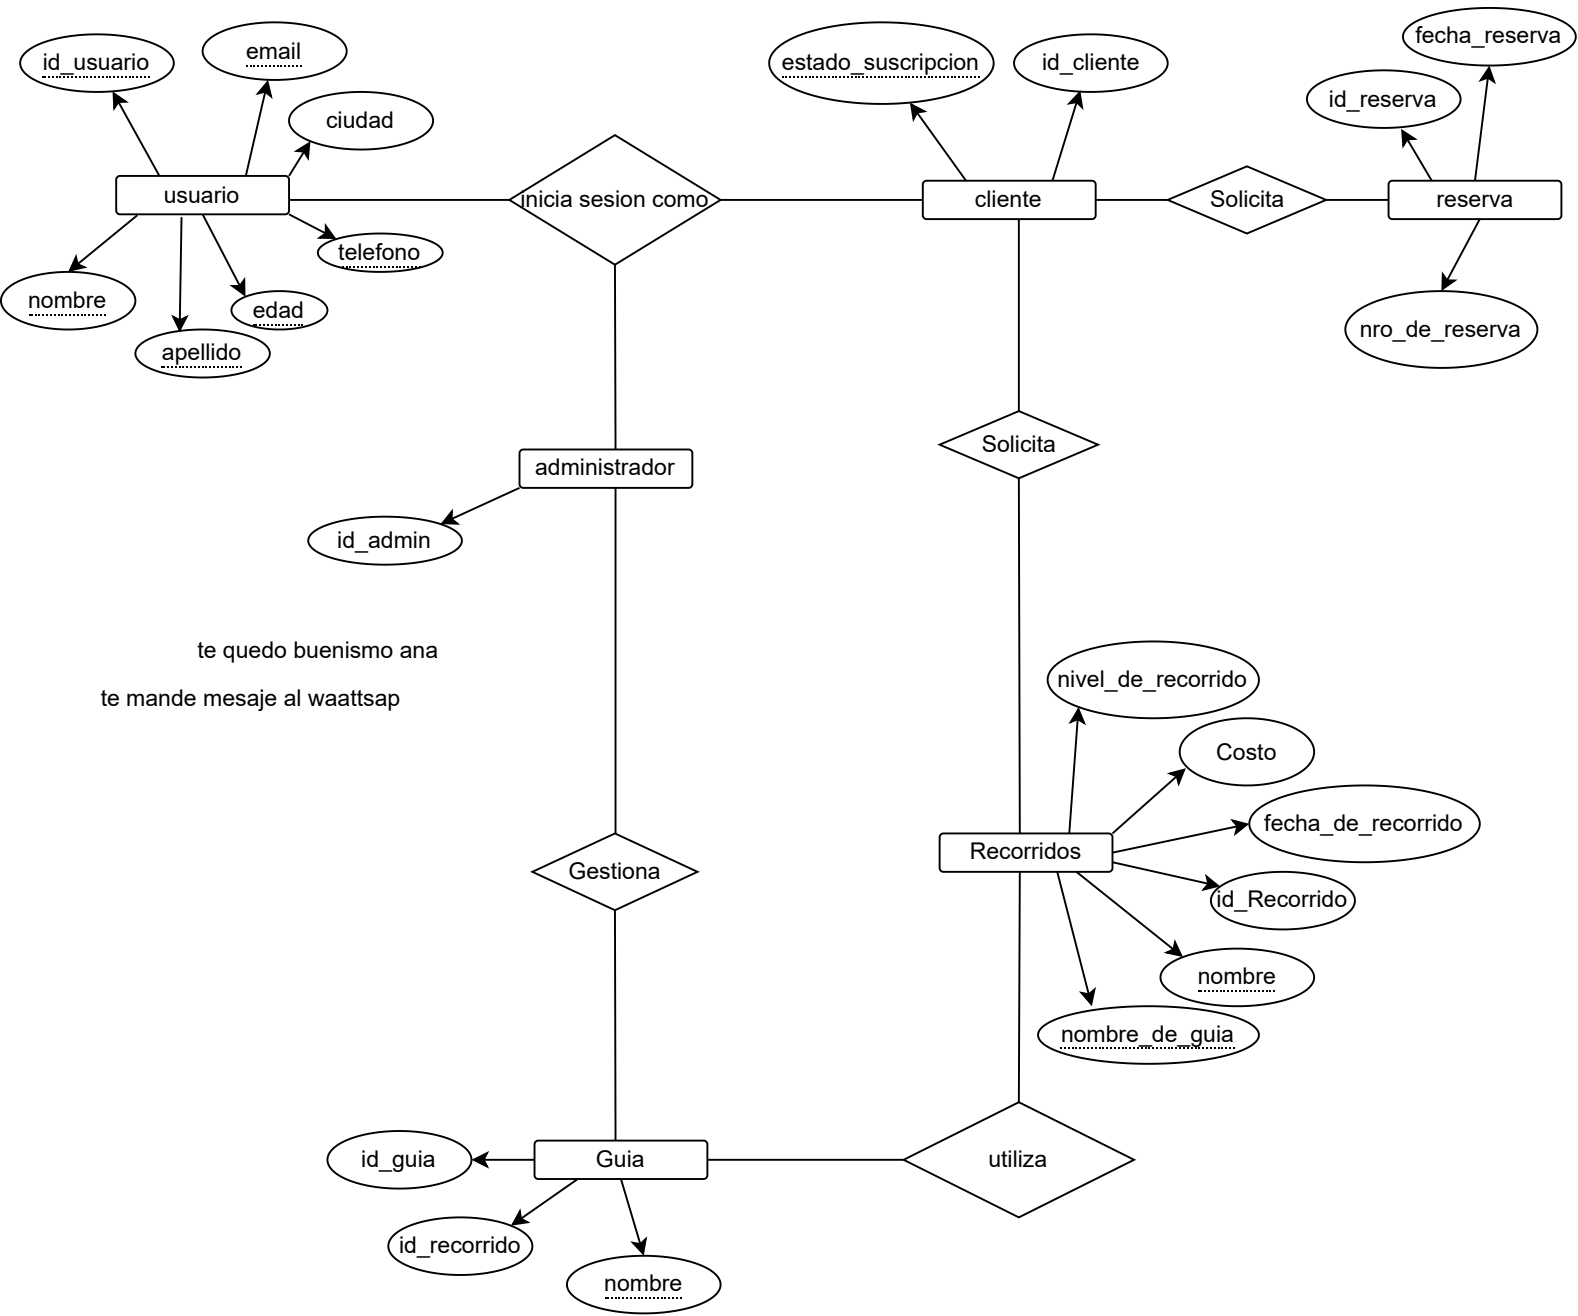 id_usuario
email
ciudad
usuario
telefono
nombre
edad
apellido
inicia sesion como
estado_suscripcion
id_cliente
cliente
Solicita
fecha_reserva
id_reserva
reserva
nro_de_reserva
administrador
id_admin
Solicita
te quedo buenismo ana
te mande mesaje al waattsap
nivel_de_recorrido
Costo
fecha_de_recorrido
Recorridos
id_Recorrido
nombre
nombre_de_guia
Gestiona
id_guia
Guia
utiliza
id_recorrido
nombre